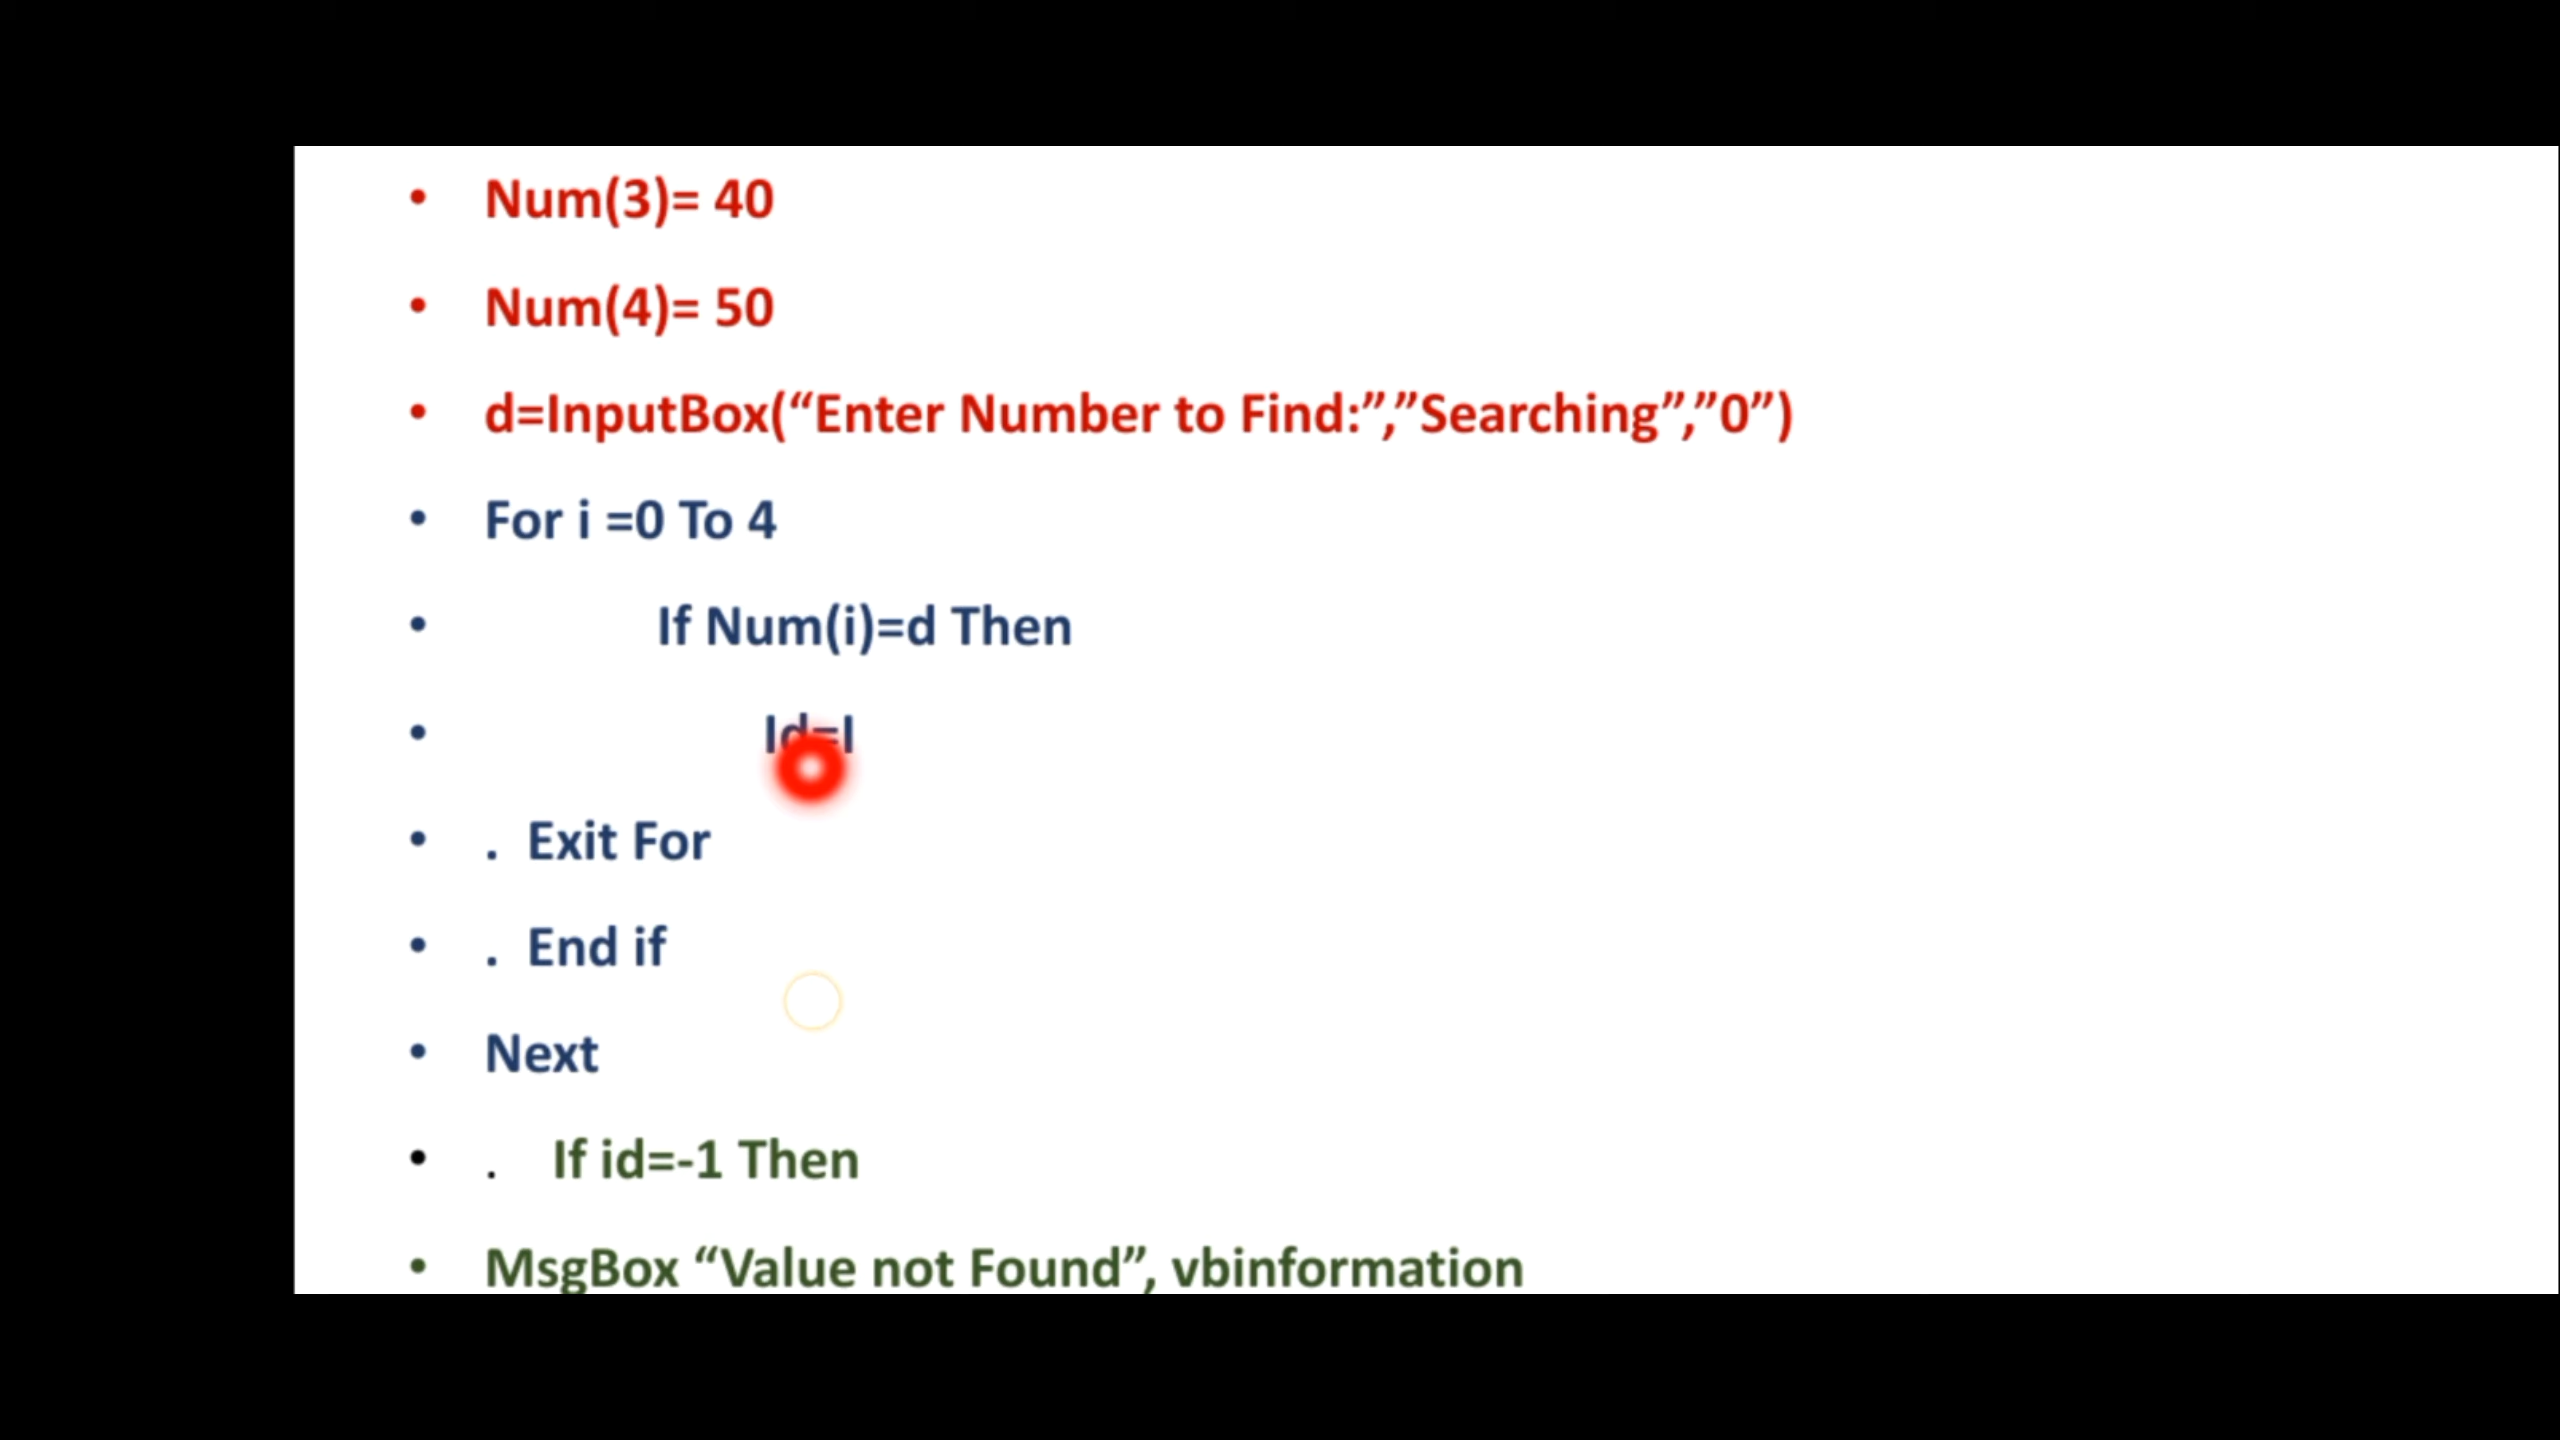 • Num(3)= 40
• Num(4)= 50
• d=InputBox(“Enter Number to Find:”,”Searching”,”0”)
• For i =0 To 4
• If Num(i)=d Then
• Id=I
• . Exit For
• . End if
• Next
• . If id=-1 Then
• MsgBox “Value not Found”, vbinformation